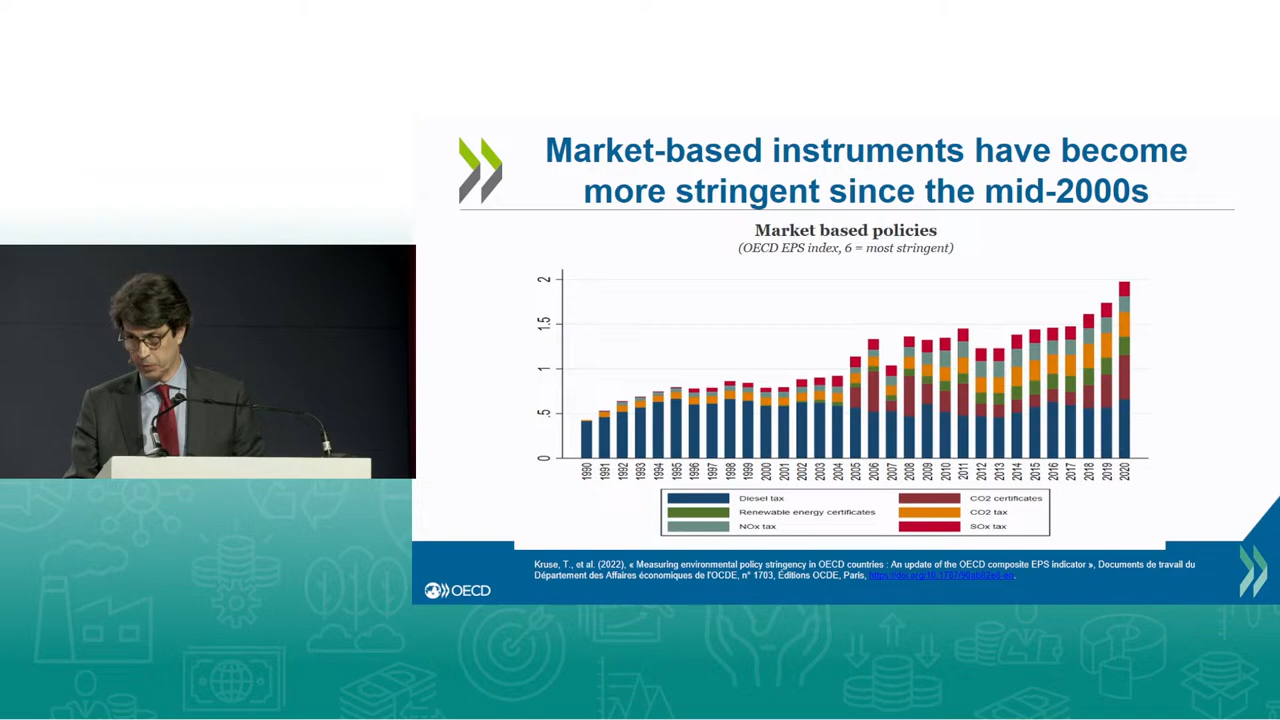 Market-based instruments have become
more stringent since the mid-2000s
Market based policies
(OECD EPS index, 6 = most stringent)
2
1.5
1
.5
0
1990 1991 1992 1993 1994 1995 1996 1997 1998 1999 2000 2001 2002 2003 2004 2005 2006 2007 2008 2009 2010 2011 2012 2013 2014 2015 2016 2017 2018 2019 2020
Diesel tax CO2 certificates
Renewable energy certificates CO2 tax
NOx tax SOx tax
Kruse, T., et al. (2022), « Measuring environmental policy stringency in OECD countries : An update of the OECD composite EPS indicator », Documents de travail du
Département des Affaires économiques de l'OCDE, n° 1703, Éditions OCDE, Paris,
OECD